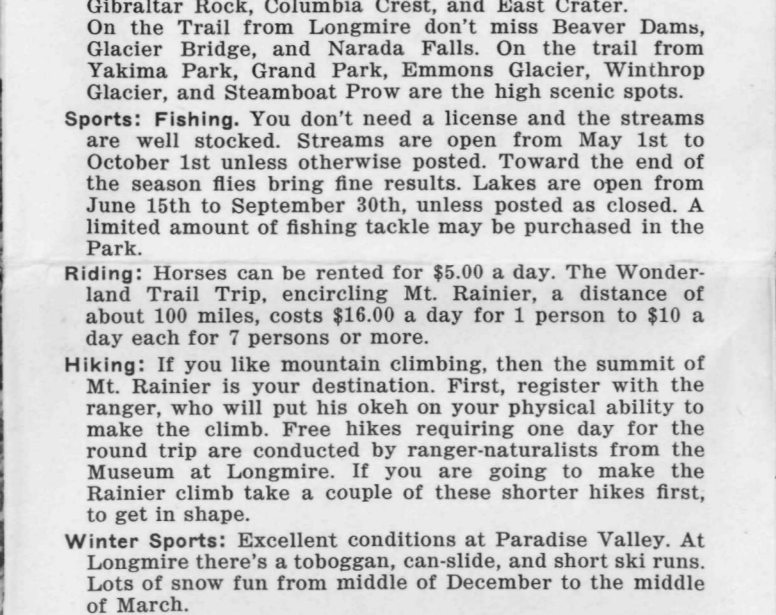 Gibraltar Rock, Columbia Crest, and East Crater.
On the Trail from Longmire don't miss Beaver Dams,
Glacier Bridge, and Narada Falls. On the trail from
Yakima Park, Grand Park, Emmons Glacier, Winthrop
Glacier, and Steamboat Prow are the high scenic spots.
Sports: Fishing. You don't need a license and the streams
are well stocked. Streams are open from May 1st to
October 1st unless otherwise posted. Toward the end of
the season flies bring fine results. Lakes are open from
June 15th to September 30th, unless posted as closed. A
limited amount of fishing tackle may be purchased in the
Park.
Riding: Horses can be rented for $5.00 a day. The Wonder-
land Trail Trip, encircling Mt. Rainier, a distance of
about 100 miles, costs $16.00 a day for 1 person to $10 a
day each for 7 persons or more.
Hiking: If you like mountain climbing, then the summit of
Mt. Rainier is your destination. First, register with the
ranger, who will put his okeh on your physical ability to
make the climb. Free hikes requiring one day for the
round trip are conducted by ranger-naturalists from the
Museum at Longmire. If you are going to make the
Rainier climb take a couple of these shorter hikes first,
to get in shape.
Winter Sports: Excellent conditions at Paradise Valley. At
Longmire there's a toboggan, can-slide, and short ski runs.
Lots of snow fun from middle of December to the middle
of March.